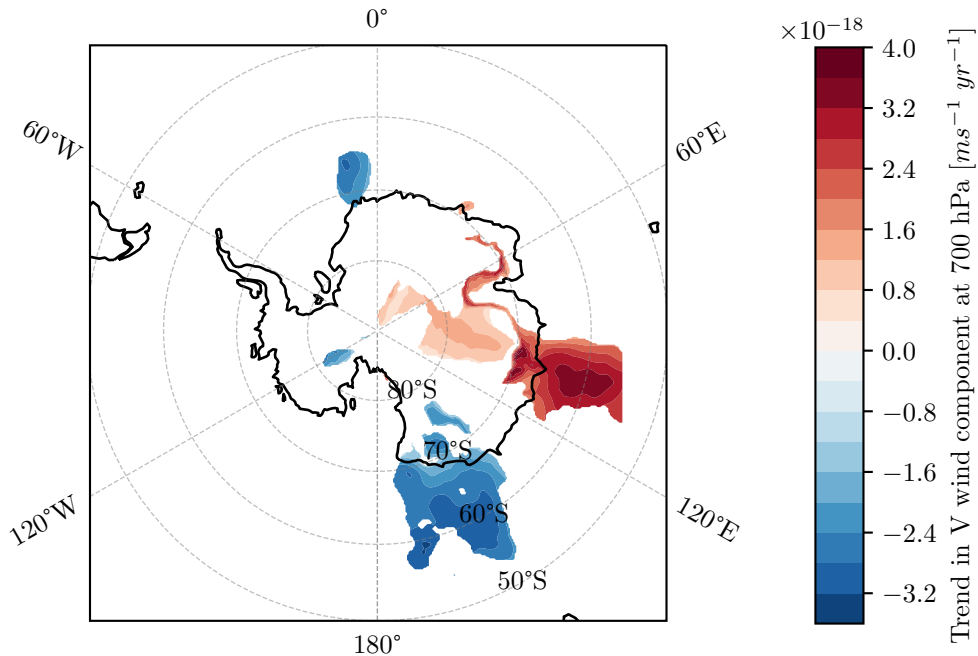 0°
×10−18
60°W
60°E
80°S
70°S
60°S
50°S
120°W
120°E
180°
4.0
3.2
2.4
1.6
0.8
0.0
−0.8
−1.6
−2.4
−3.2
Trend in V wind component at 700 hPa [ms−1 yr−1]